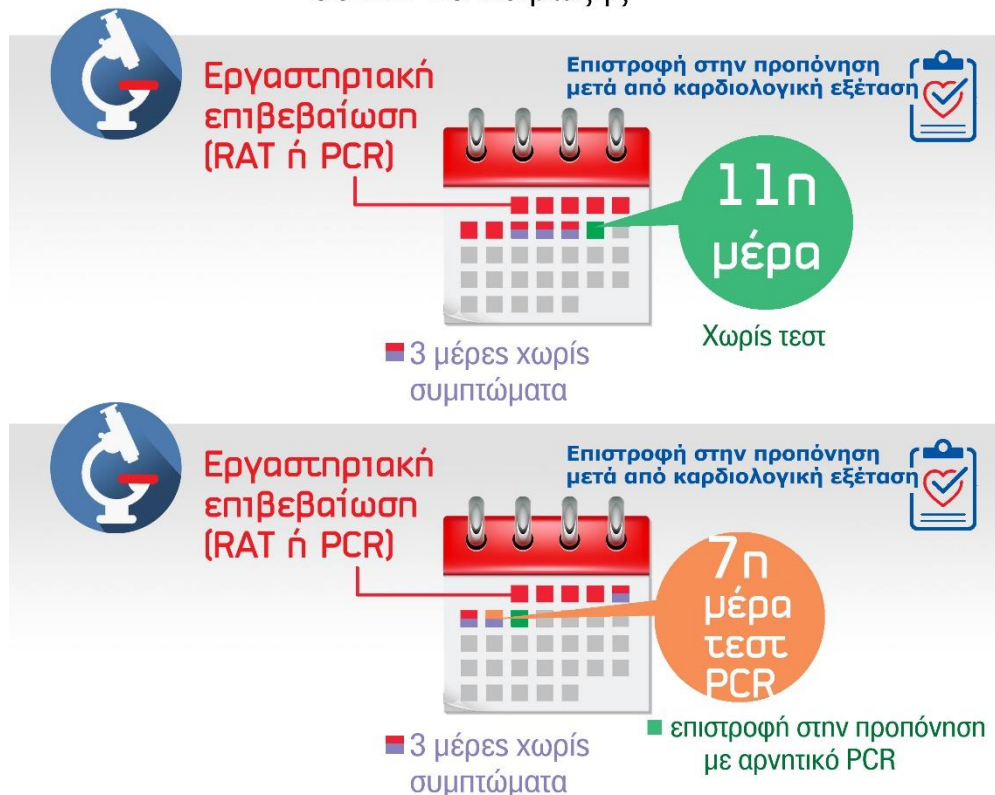 Εργαστηριακή
επιβεβαίωση
(RAT ή PCR)
Επιστροφή στην προπόνηση
μετά από καρδιολογική εξέταση
11η
μέρα
Χωρίς τεστ
3 μέρες χωρίς
συμπτώματα
Εργαστηριακή
επιβεβαίωση
(RAT ή PCR)
Επιστροφή στην προπόνηση
μετά από καρδιολογική εξέταση
7η
μέρα
τεστ
PCR
3 μέρες χωρίς
συμπτώματα
επιστροφή στην προπόνηση
με αρνητικό PCR